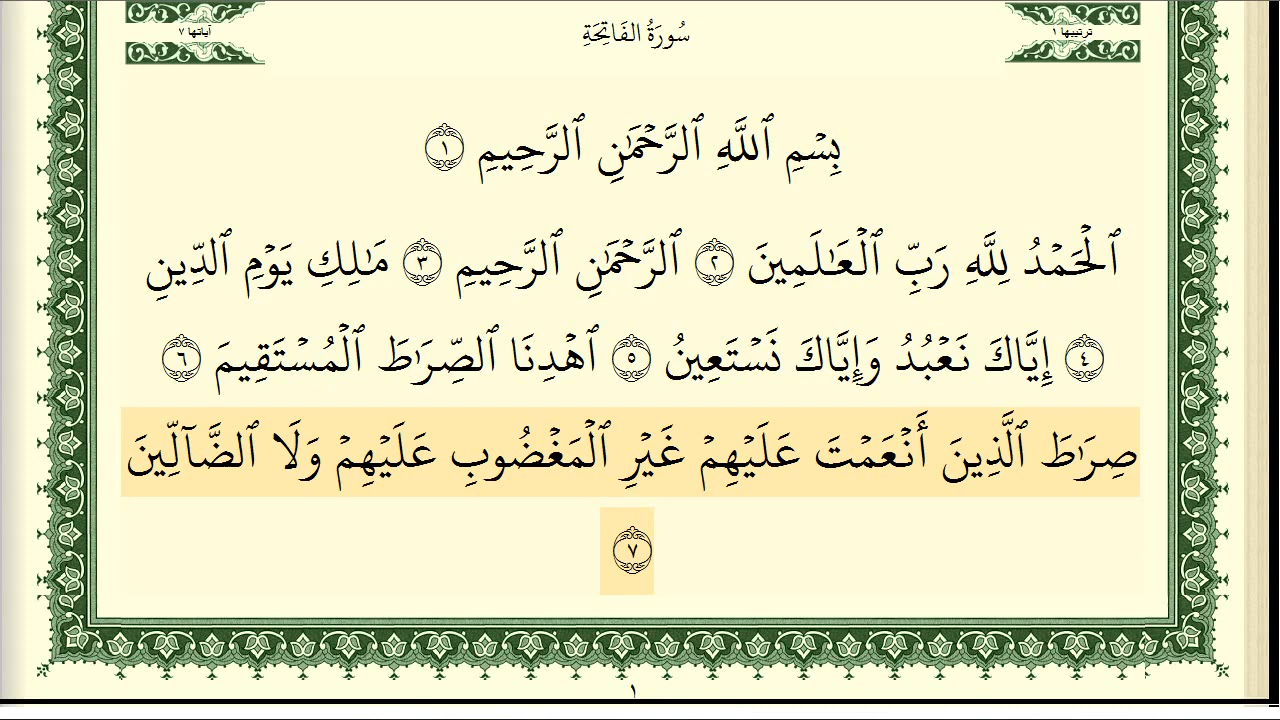 ترتيبها ١
سُورَةُ الفَاتِحَةِ
آياتها ٧
بِسۡمِ ٱللَّهِ ٱلرَّحۡمَٰنِ ٱلرَّحِيمِ ١
ٱلۡحَمۡدُ لِلَّهِ رَبِّ ٱلۡعَٰلَمِينَ ٢ ٱلرَّحۡمَٰنِ ٱلرَّحِيمِ ٣ مَٰلِكِ يَوۡمِ ٱلدِّينِ
٤ إِيَّاكَ نَعۡبُدُ وَإِيَّاكَ نَسۡتَعِينُ ٥ ٱهۡدِنَا ٱلصِّرَٰطَ ٱلۡمُسۡتَقِيمَ ٦
صِرَٰطَ ٱلَّذِينَ أَنۡعَمۡتَ عَلَيۡهِمۡ غَيۡرِ ٱلۡمَغۡضُوبِ عَلَيۡهِمۡ وَلَا ٱلضَّآلِّينَ
٧
١